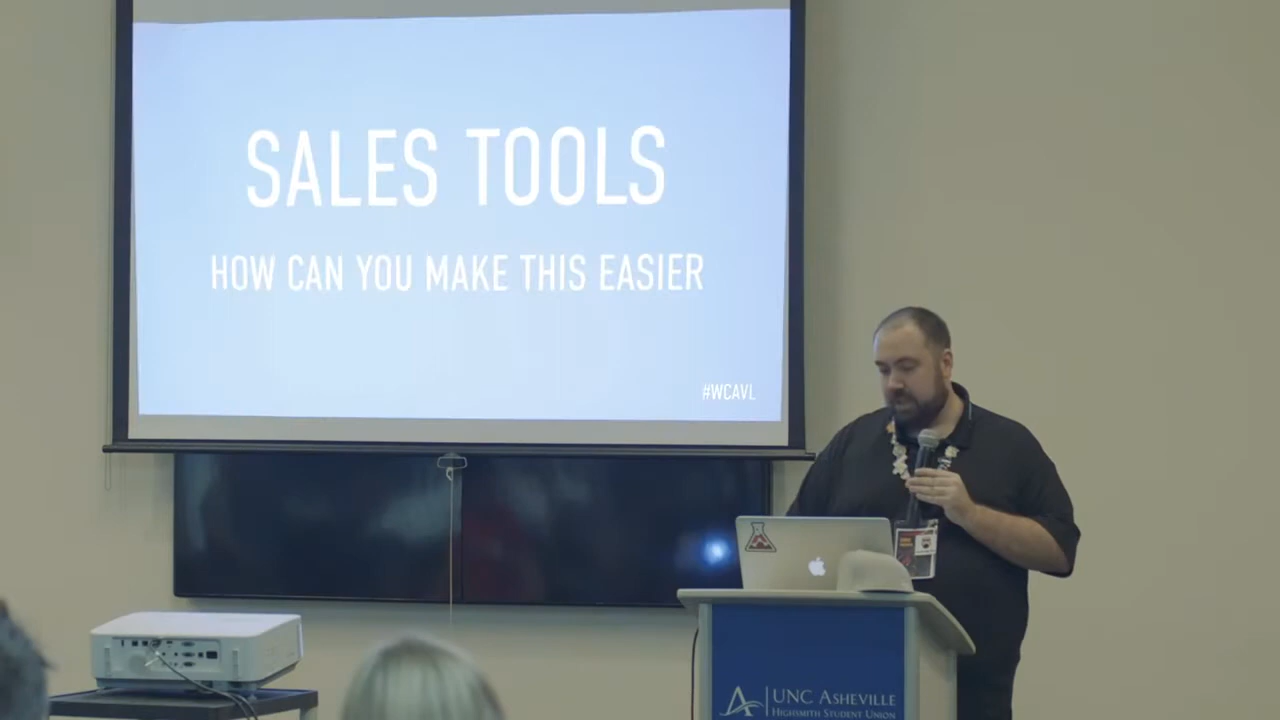 SALES TOOLS
HOW CAN YOU MAKE THIS EASIER
#WCAVL
UNC ASHEVILLE
HIGHSMITH STUDENT UNION